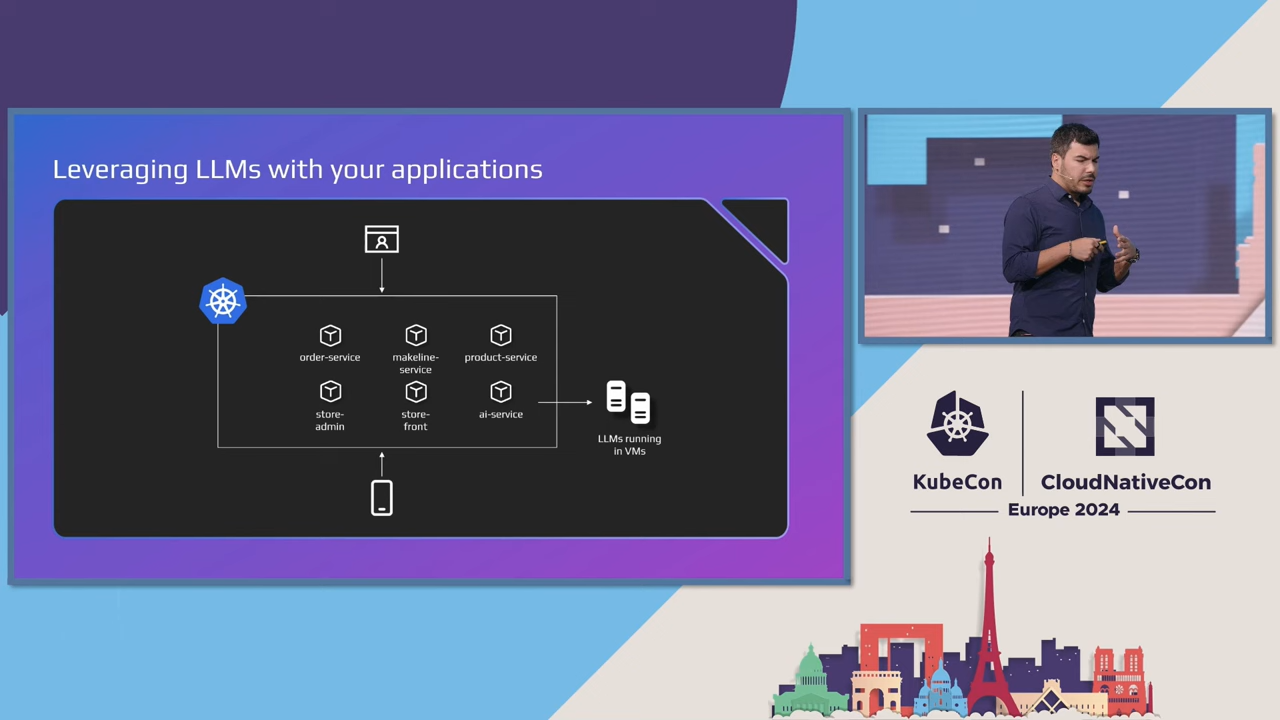 Leveraging LLMs with your applications
order-service
makeline-
service
product-service
store-
admin
store-
front
ai-service
LLMs running
in VMs
KubeCon
CloudNativeCon
Europe 2024